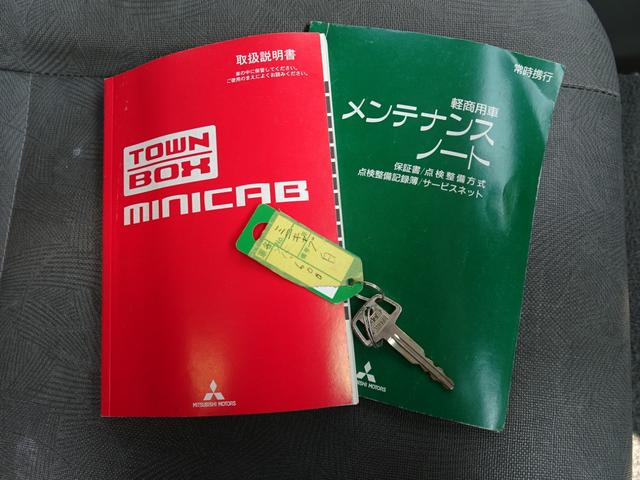 取扱説明書
車の中に保管してください。
ご使用のまえによくお読みください。
TOWN
BOX
MINICAB
MITSUBISHI MOTORS
常時携行
軽商用車
メンテナンス
ノート
保証書/点検整備方式
点検整備記録簿/サービスネット
MITSUBISHI MOTORS